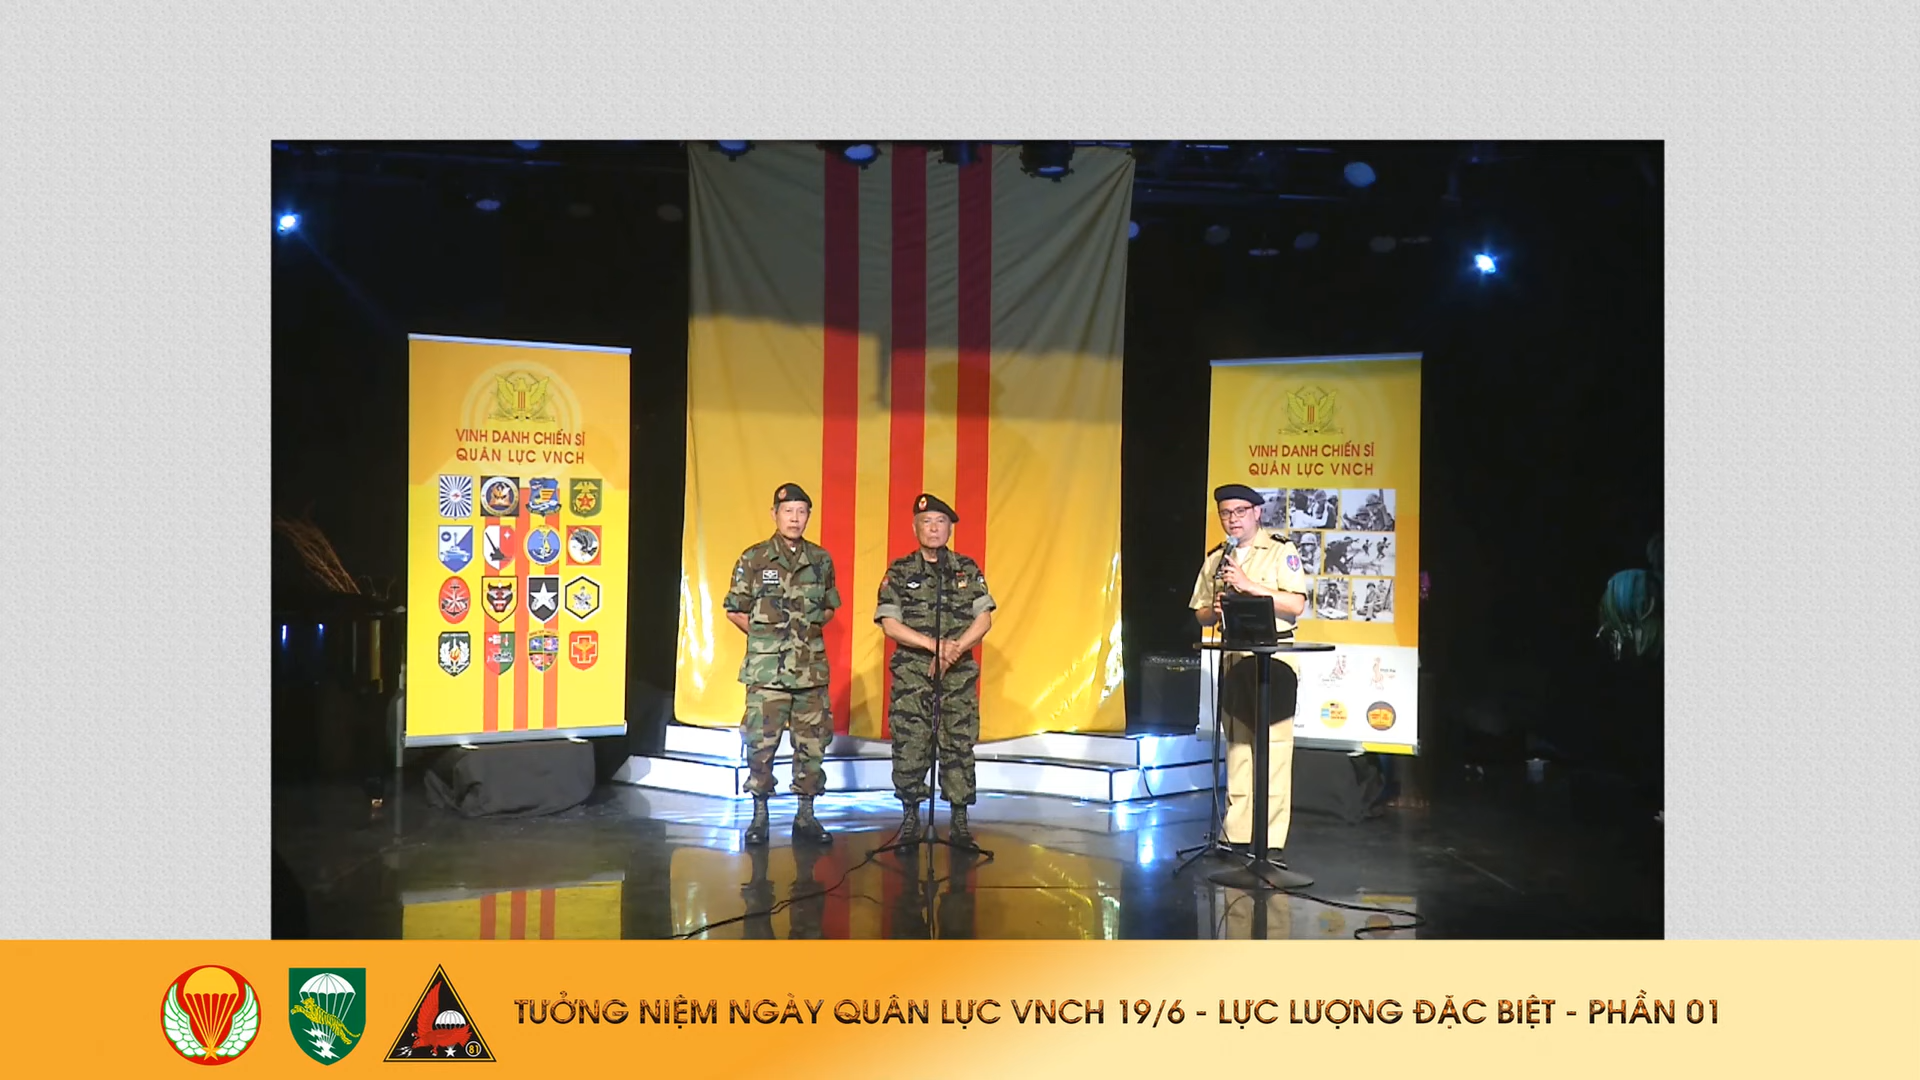 VINH DANH CHIẾN SĨ
QUÂN LỰC VNCH
VINH DANH CHIẾN SĨ
QUÂN LỰC VNCH
81
TƯỞNG NIỆM NGÀY QUÂN LỰC VNCH 19/6 - LỰC LƯỢNG ĐẶC BIỆT - PHẦN 01